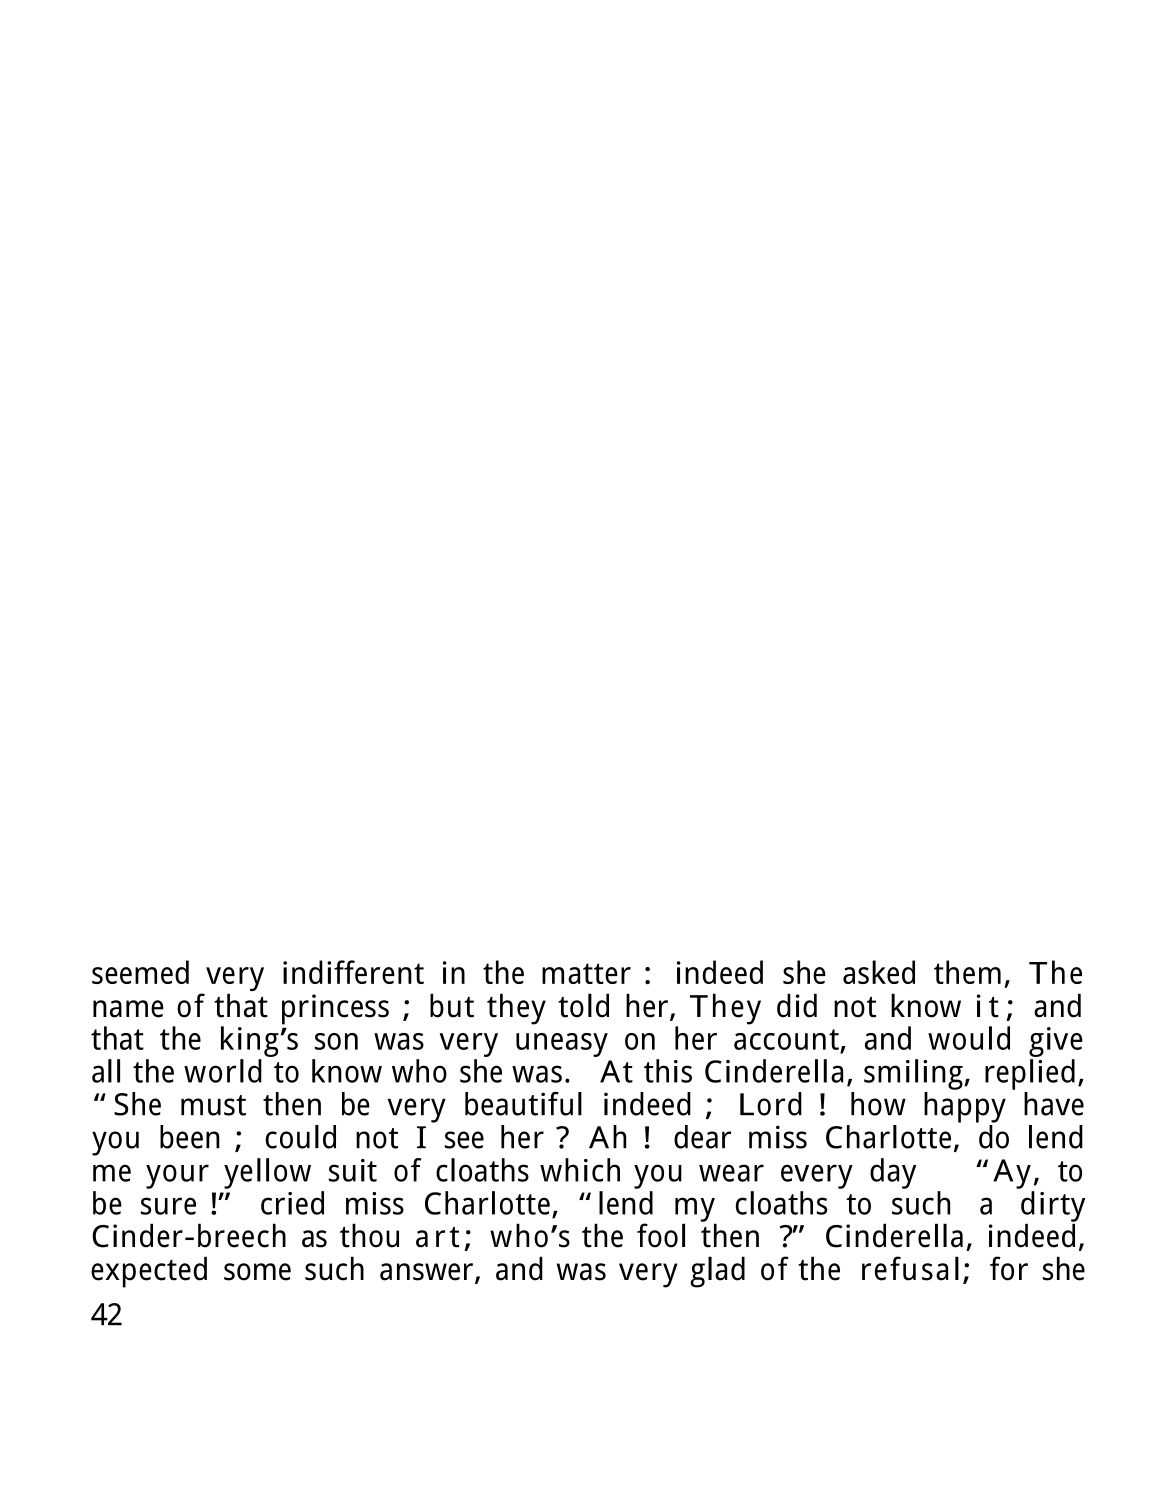 seemed very indifferent in the matter : indeed she asked them, The
name of that princess ; but they told her, They did not know it; and
that the king’s son was very uneasy on her account, and would give
all the world to know who she was. At this Cinderella, smiling, replied,
“ She must then be very beautiful indeed ; Lord ! how happy have
you been ; could not I see her ? Ah ! dear miss Charlotte, do lend
me your yellow suit of cloaths which you wear every day “Ay, to
be sure !” cried miss Charlotte, “ lend my cloaths to such a dirty
Cinder-breech as thou art; who’s the fool then ?” Cinderella, indeed,
expected some such answer, and was very glad of the refusal; for she
42